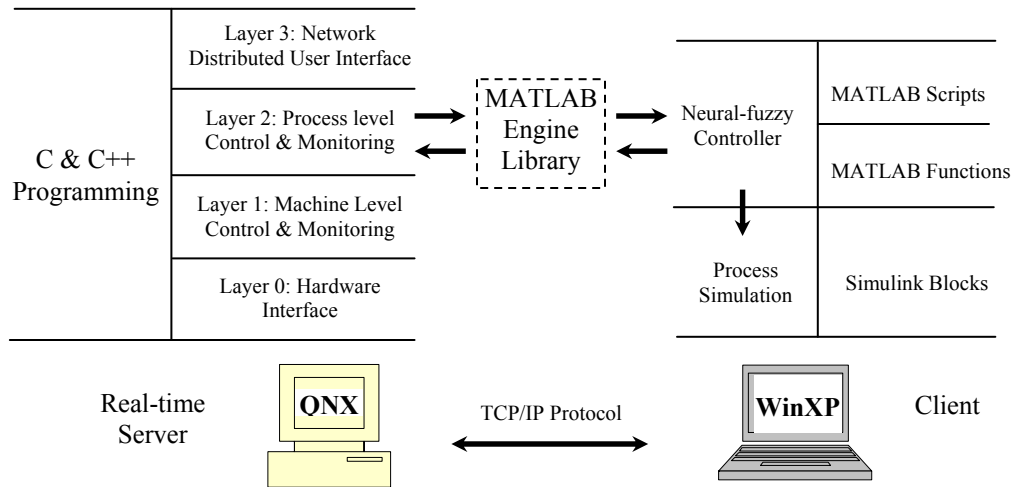 C & C++
Programming
Layer 3: Network
Distributed User Interface
Layer 2: Process level
Control & Monitoring
Layer 1: Machine Level
Control & Monitoring
Layer 0: Hardware
Interface
MATLAB
Engine
Library
Neural-fuzzy
Controller
MATLAB Scripts
MATLAB Functions
Process
Simulation
Simulink Blocks
Real-time
Server
QNX
TCP/IP Protocol
WinXP
Client